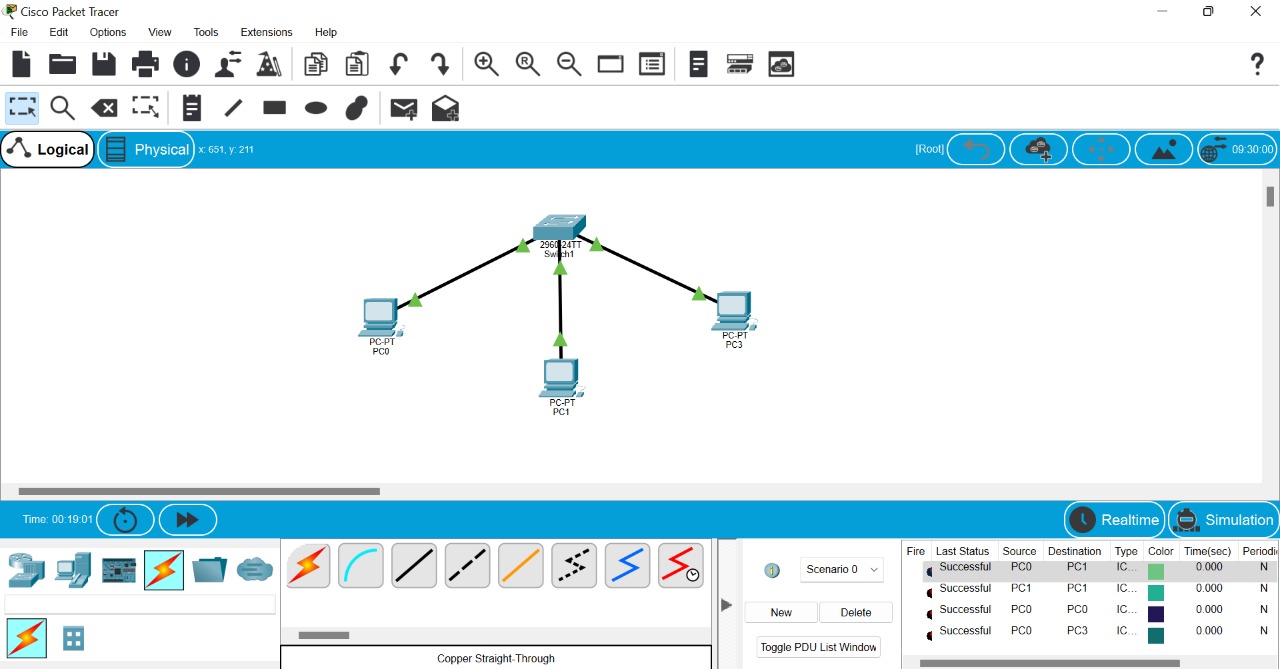 Cisco Packet Tracer
File Edit Options View Tools Extensions Help
Logical Physical x: 651, y: 211 [Root] 09:30:00
2960-24TT
Switch1
PC-PT
PC0
PC-PT
PC3
PC-PT
PC1
Time: 00:19:01 Realtime Simulation
Fire Last Status Source Destination Type Color Time(sec) Periodi
Successful PC0 PC1 IC... 0.000 N
Successful PC1 PC1 IC... 0.000 N
Successful PC0 PC0 IC... 0.000 N
Successful PC0 PC3 IC... 0.000 N
Scenario 0
New Delete
Toggle PDU List Window
Copper Straight-Through